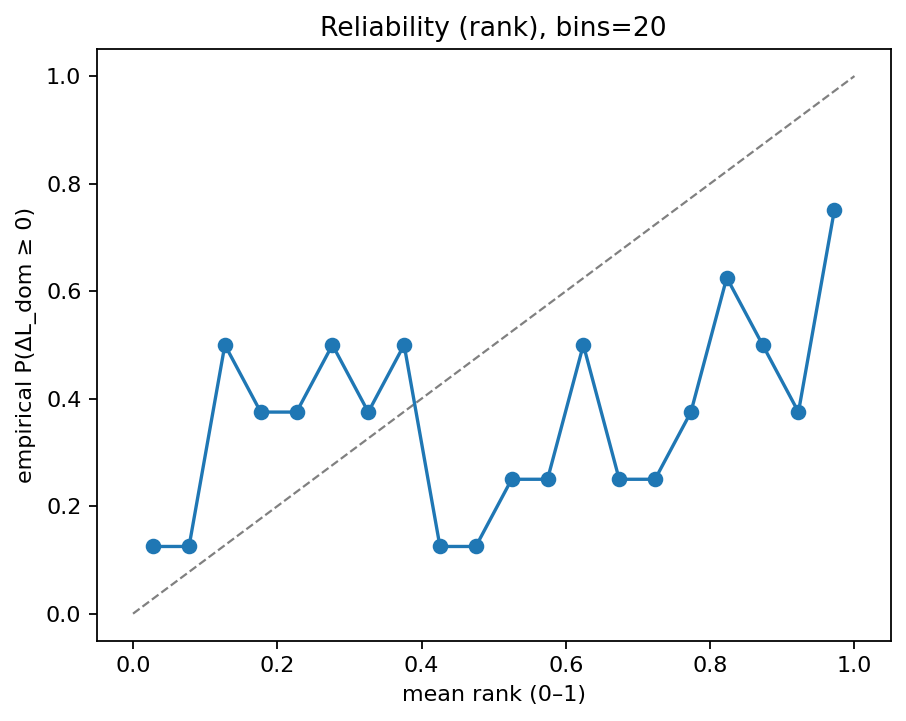 Reliability (rank), bins=20
empirical P(ΔL_dom ≥ 0)
1.0
0.8
0.6
0.4
0.2
0.0
0.0 0.2 0.4 0.6 0.8 1.0
mean rank (0–1)